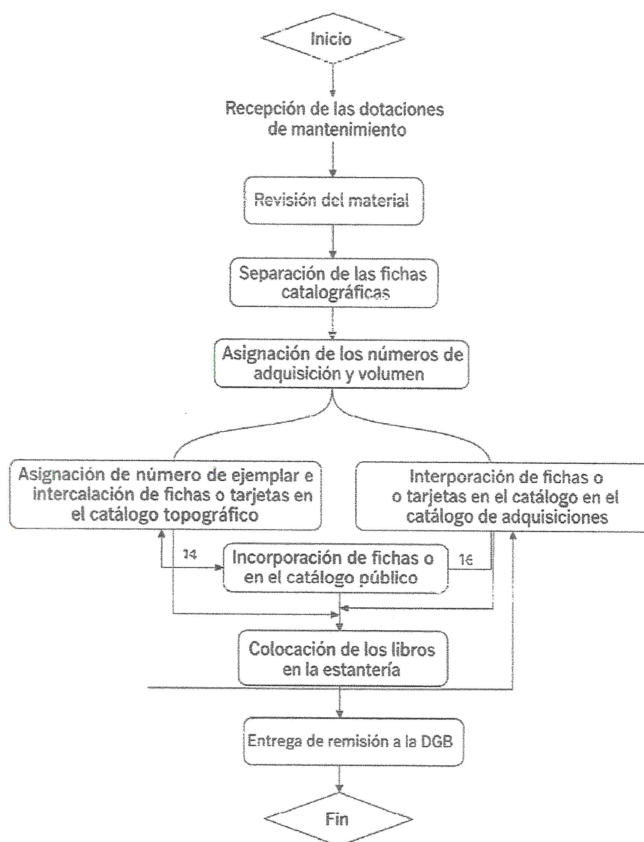 Inicio
Recepción de las dotaciones
de mantenimiento
Revisión del material
Separación de las fichas
catalográficas
Asignación de los números de
adquisición y volumen
Asignación de número de ejemplar e
intercalación de fichas o tarjetas en
el catálogo topográfico
Interporación de fichas o
o tarjetas en el catálogo en el
catálogo de adquisiciones
14
Incorporación de fichas o
en el catálogo público
16
Colocación de los libros
en la estantería
Entrega de remisión a la DGB
Fin